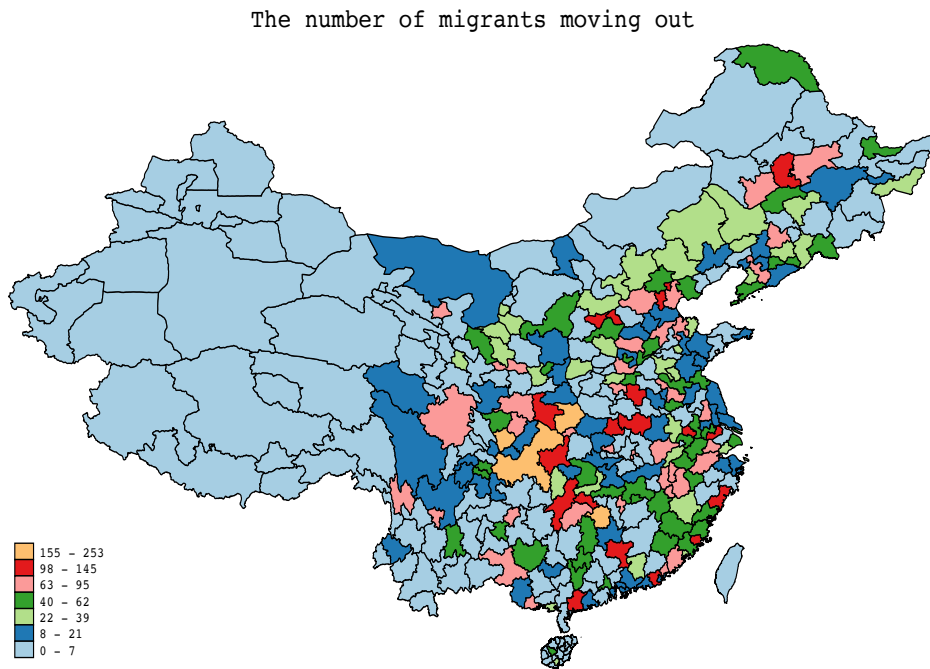 The number of migrants moving out
155 - 253
98 - 145
63 - 95
40 - 62
22 - 39
8 - 21
0 - 7